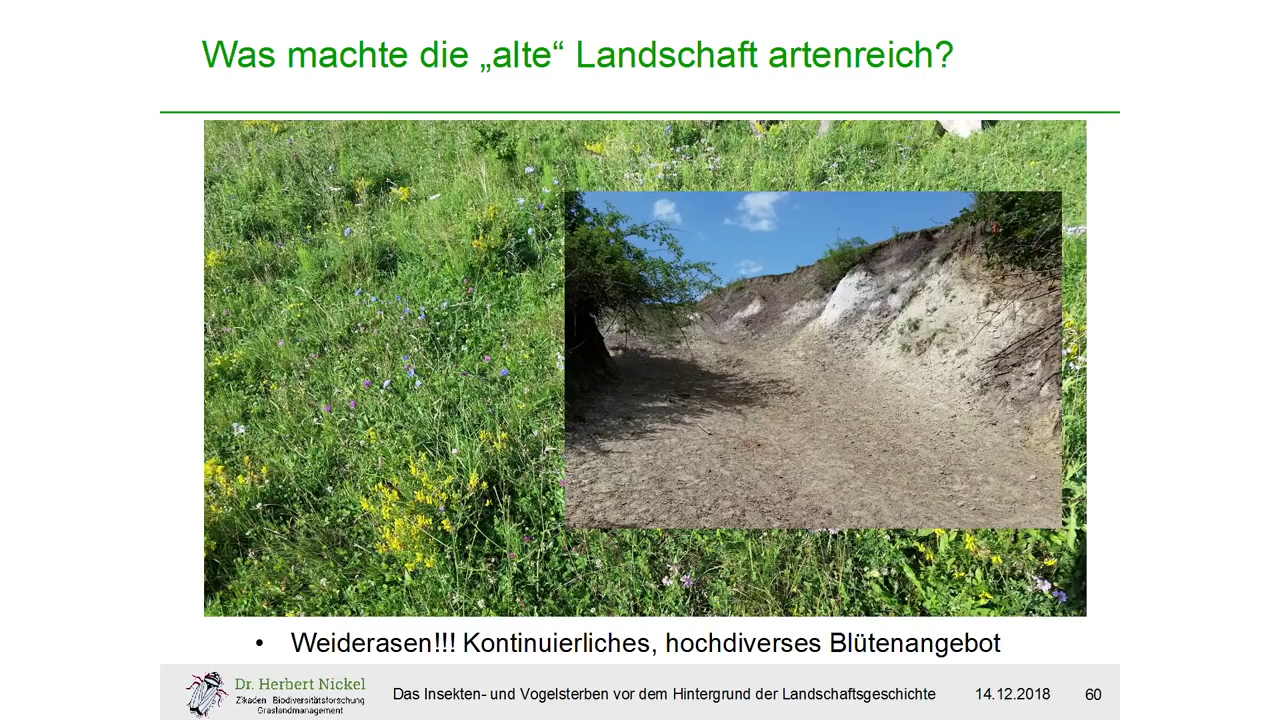 Was machte die „alte“ Landschaft artenreich?
• Weiderasen!!! Kontinuierliches, hochdiverses Blütenangebot
Dr. Herbert Nickel
Zikaden Biodiversitätsforschung
Graslandmanagement
Das Insekten- und Vogelsterben vor dem Hintergrund der Landschaftsgeschichte 14.12.2018 60